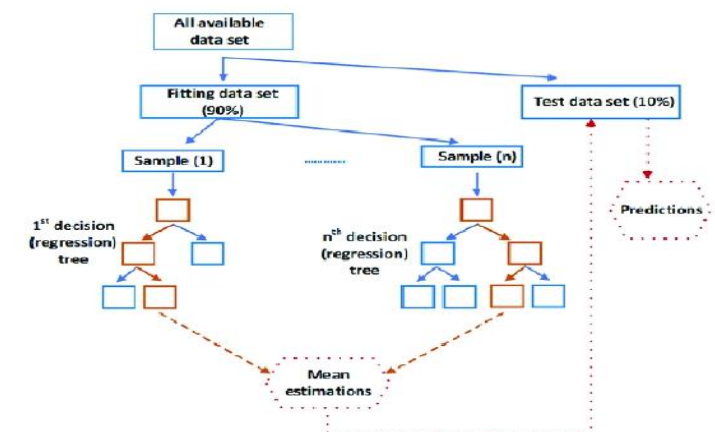 All available
data set
Fitting data set
(90%)
Test data set (10%)
Sample (1)
Sample (n)
1st decision
(regression)
tree
nth decision
(regression)
tree
Predictions
Mean
estimations